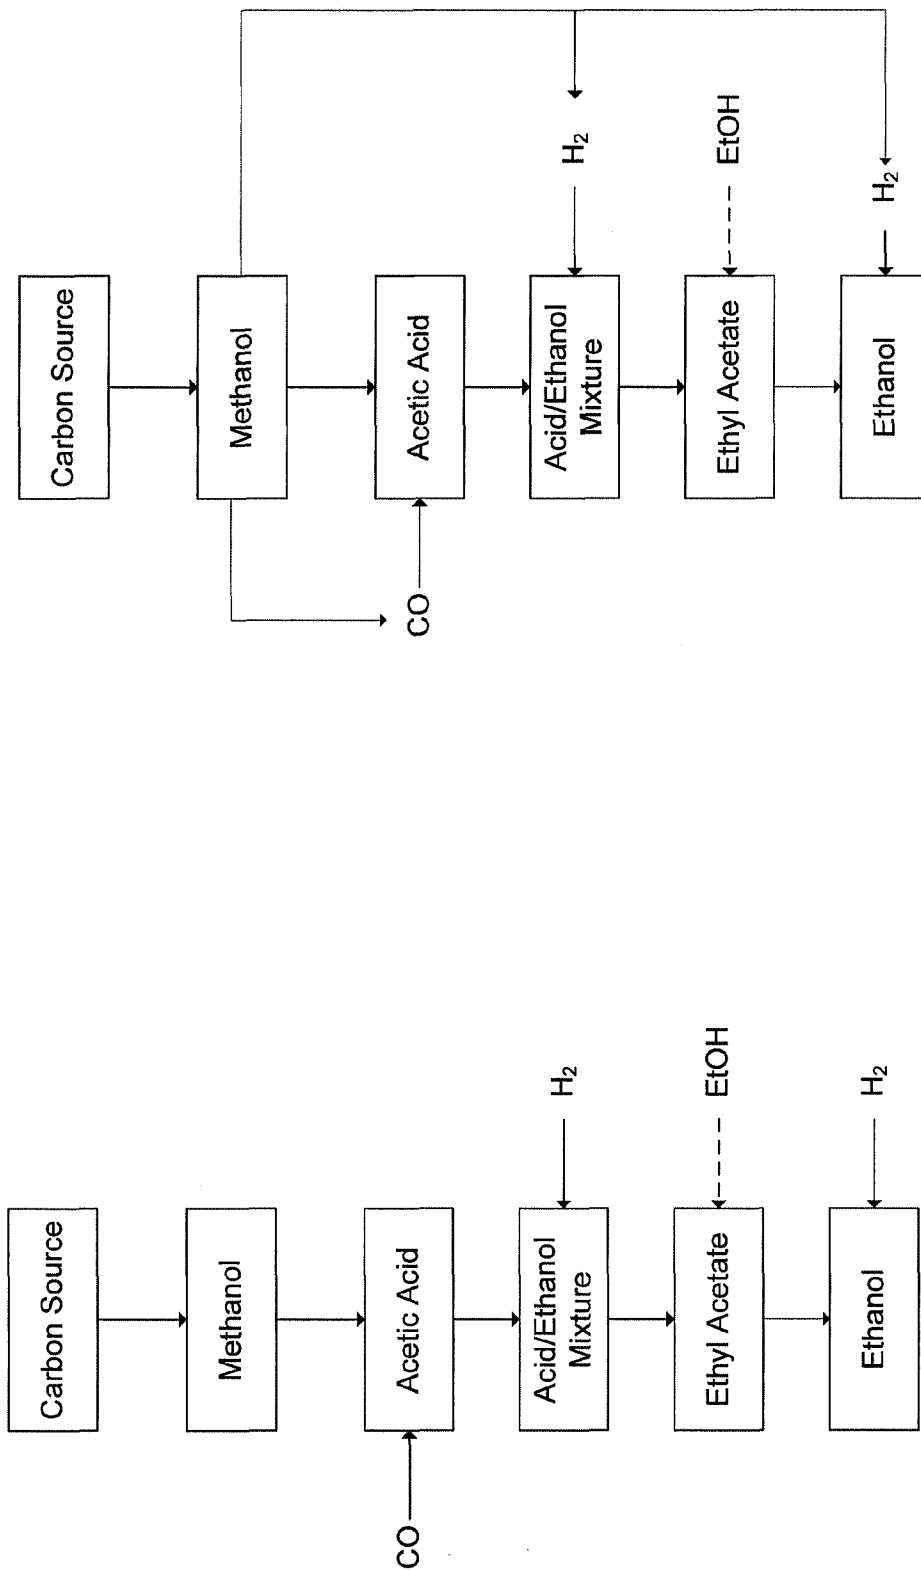 Carbon Source
Methanol
CO
Acetic Acid
Acid/Ethanol
Mixture
H₂
Ethyl Acetate
EtOH
Ethanol
H₂
Carbon Source
Methanol
CO
Acetic Acid
Acid/Ethanol
Mixture
H₂
Ethyl Acetate
EtOH
Ethanol
H₂